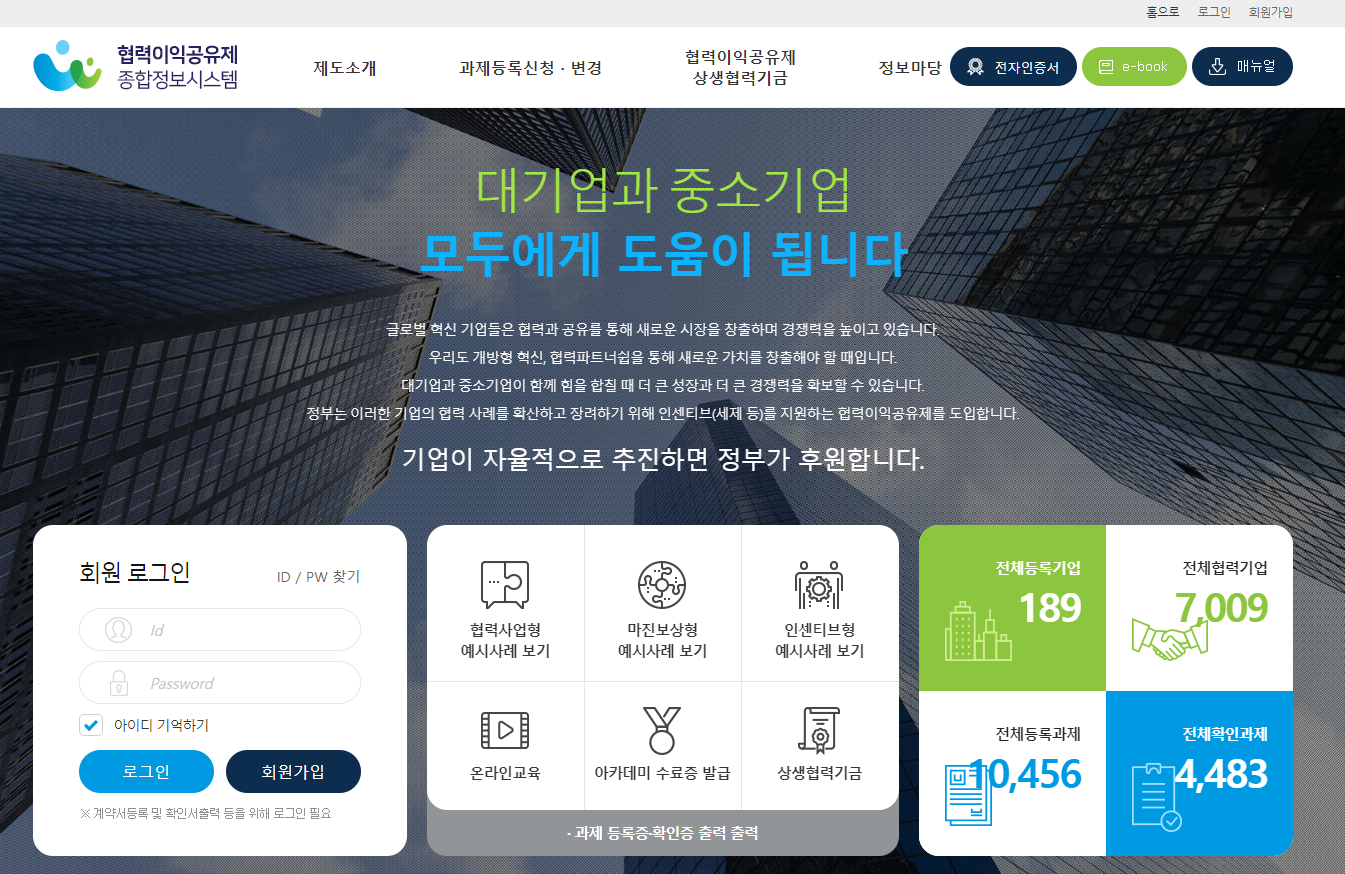 홈으로 로그인 회원가입
협력이익공유제
종합정보시스템
제도소개
과제등록신청 · 변경
협력이익공유제
상생협력기금
정보마당
전자인증서
e-book
매뉴얼
대기업과 중소기업
모두에게 도움이 됩니다
글로벌 혁신 기업들은 협력과 공유를 통해 새로운 시장을 창출하며 경쟁력을 높이고 있습니다.
우리도 개방형 혁신, 협력파트너쉽을 통해 새로운 가치를 창출해야 할 때입니다.
대기업과 중소기업이 함께 힘을 합칠 때 더 큰 성장과 더 큰 경쟁력을 확보할 수 있습니다.
정부는 이러한 기업의 협력 사례를 확산하고 장려하기 위해 인센티브(세제 등)를 지원하는 협력이익공유제를 도입합니다.
기업이 자율적으로 추진하면 정부가 후원합니다.
회원 로그인
ID / PW 찾기
Id
Password
아이디 기억하기
로그인
회원가입
※ 계약서등록 및 확인서출력 등을 위해 로그인 필요
협력사업형
예시사례 보기
마진보상형
예시사례 보기
인센티브형
예시사례 보기
온라인교육
아카데미 수료증 발급
상생협력기금
· 과제 등록증·확인증 출력 출력
전체등록기업
189
전체협력기업
7,009
전체등록과제
10,456
전체확인과제
4,483